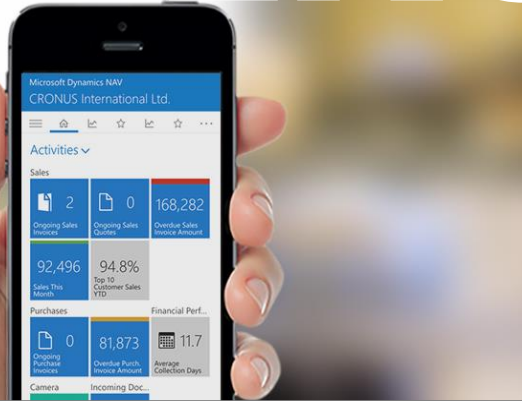 Microsoft Dynamics NAV
CRONUS International Ltd.
Activities
Sales
2
Ongoing Sales
Invoices
0
Ongoing Sales
Quotes
168,282
Overdue Sales
Invoice Amount
92,496
Sales This
Month
94.8%
Top 10
Customer Sales
YTD
Purchases
Financial Perf...
0
Ongoing
Purchase
Invoices
81,873
Overdue Purch.
Invoice Amount
11.7
Average
Collection Days
Camera
Incoming Doc...